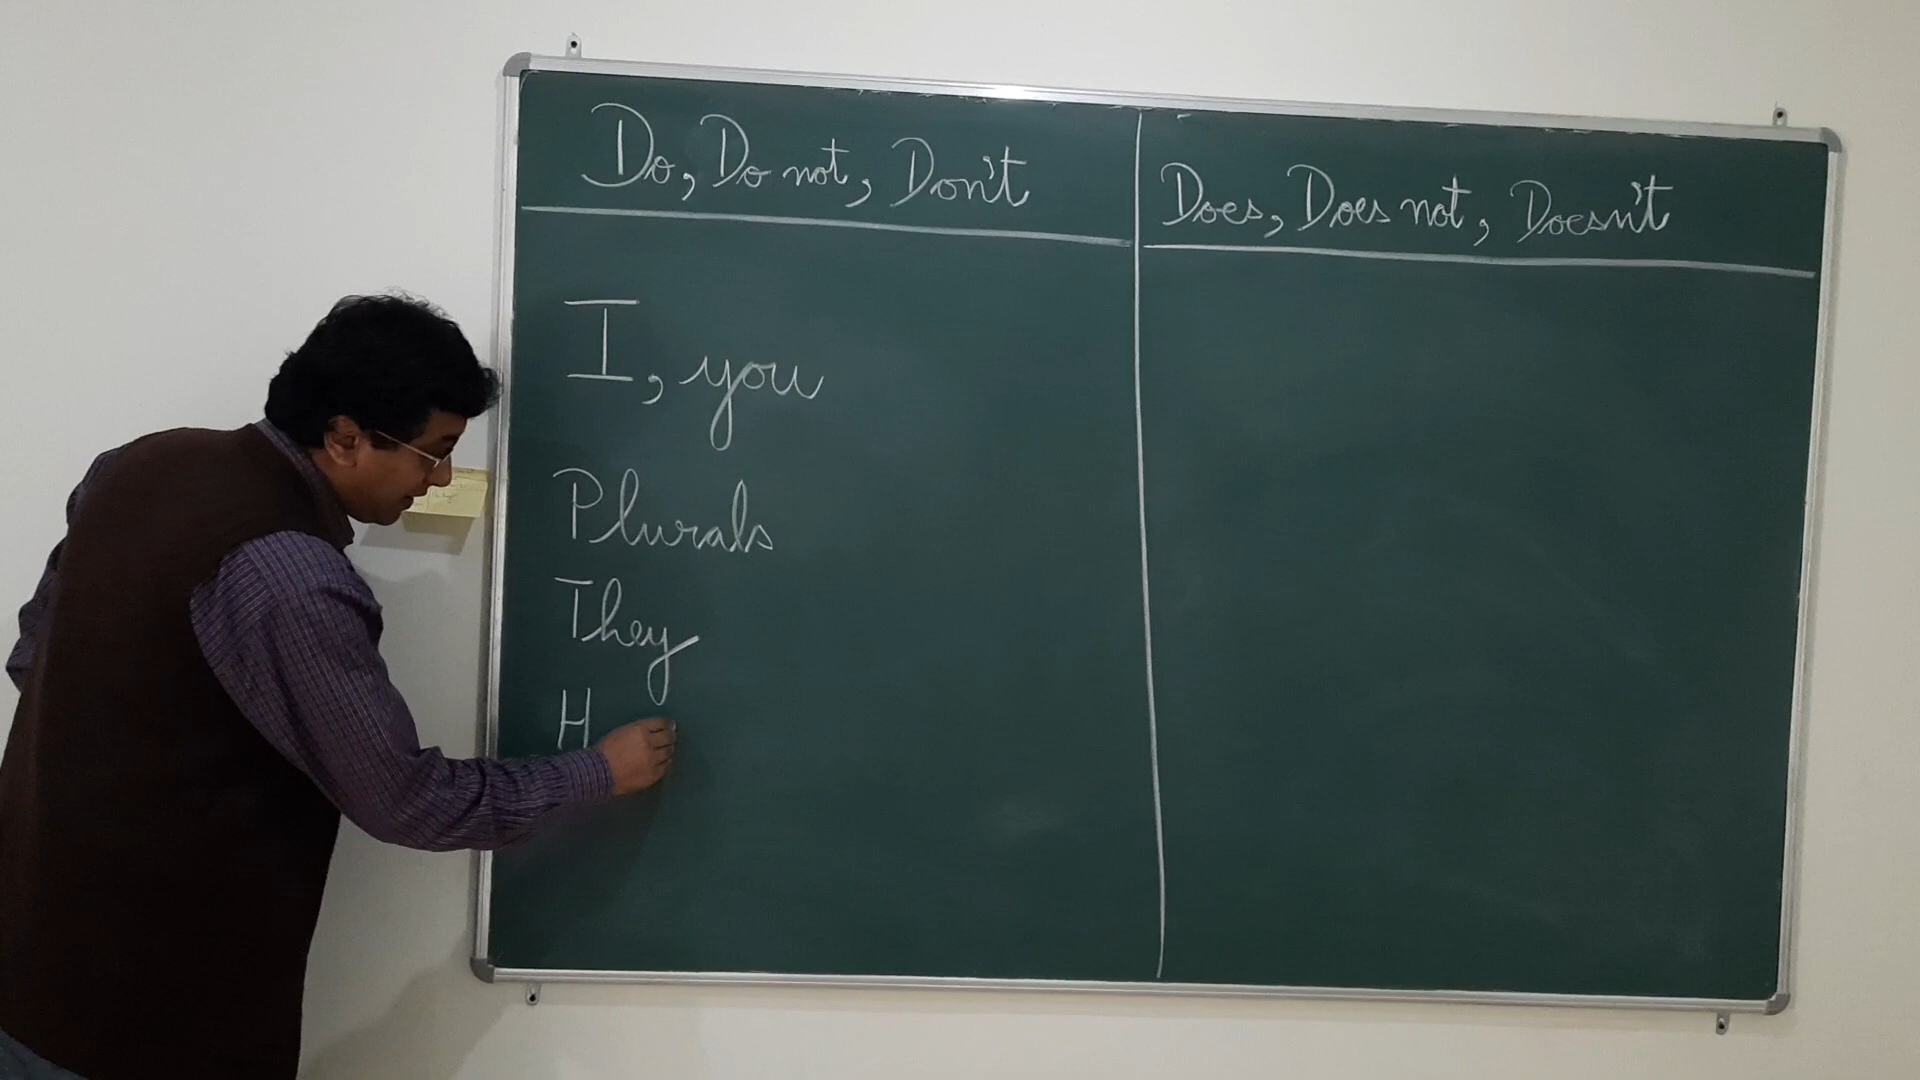 Do, Do not, Don't
Does, Does not, Doesn't
I, you
Plurals
They
H